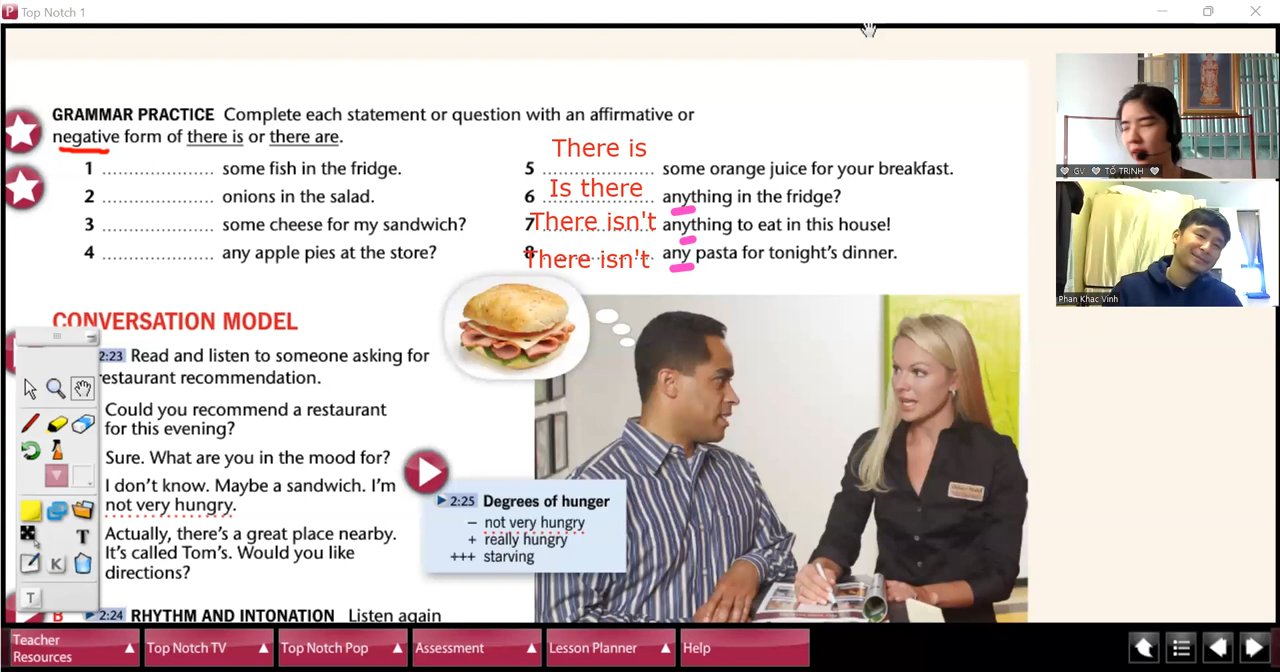 Top Notch 1
GRAMMAR PRACTICE Complete each statement or question with an affirmative or
negative form of there is or there are.
1 .................... some fish in the fridge.
2 .................... onions in the salad.
3 .................... some cheese for my sandwich?
4 .................... any apple pies at the store?
There is
5 .................... some orange juice for your breakfast.
Is there
6 .................... anything in the fridge?
There isn't
7 .................... anything to eat in this house!
There isn't
8 .................... any pasta for tonight's dinner.
GV TỐ TRINH
Phan Khac Vinh
CONVERSATION MODEL
2:23 Read and listen to someone asking for
restaurant recommendation.
Could you recommend a restaurant
for this evening?
Sure. What are you in the mood for?
I don't know. Maybe a sandwich. I'm
not very hungry.
Actually, there's a great place nearby.
It's called Tom's. Would you like
directions?
2:25 Degrees of hunger
– not very hungry
+ really hungry
+++ starving
B 2:24 RHYTHM AND INTONATION Listen again
Teacher
Resources
Top Notch TV
Top Notch Pop
Assessment
Lesson Planner
Help